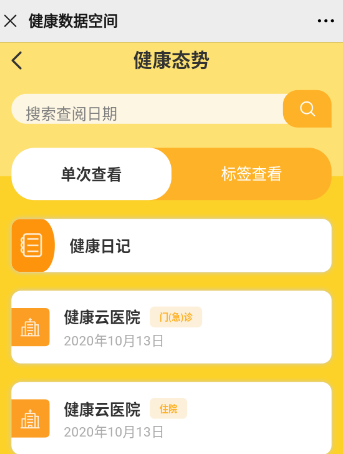 健康数据空间
健康态势
搜索查阅日期
单次查看 标签查看
健康日记
健康云医院 门(急)诊
2020年10月13日
健康云医院 住院
2020年10月13日